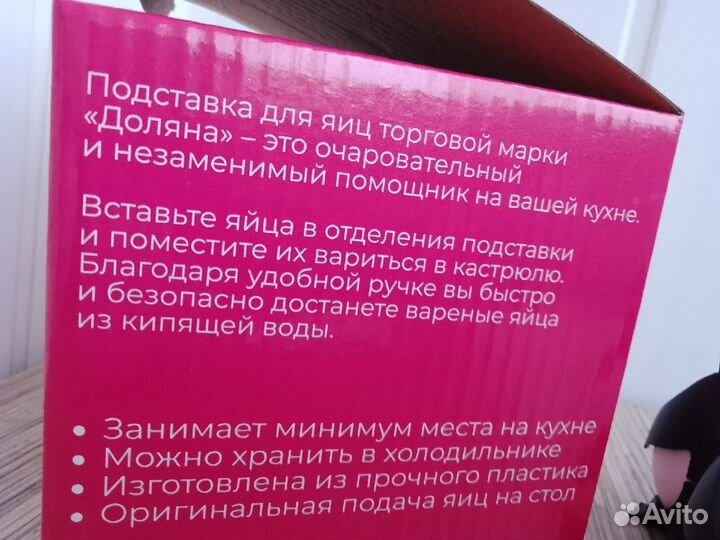 Подставка для яиц торговой марки
«Доляна» – это очаровательный
и незаменимый помощник на вашей кухне.
Вставьте яйца в отделения подставки
и поместите их вариться в кастрюлю.
Благодаря удобной ручке вы быстро
и безопасно достанете вареные яйца
из кипящей воды.
• Занимает минимум места на кухне
• Можно хранить в холодильнике
• Изготовлена из прочного пластика
• Оригинальная подача яиц на стол
Avito